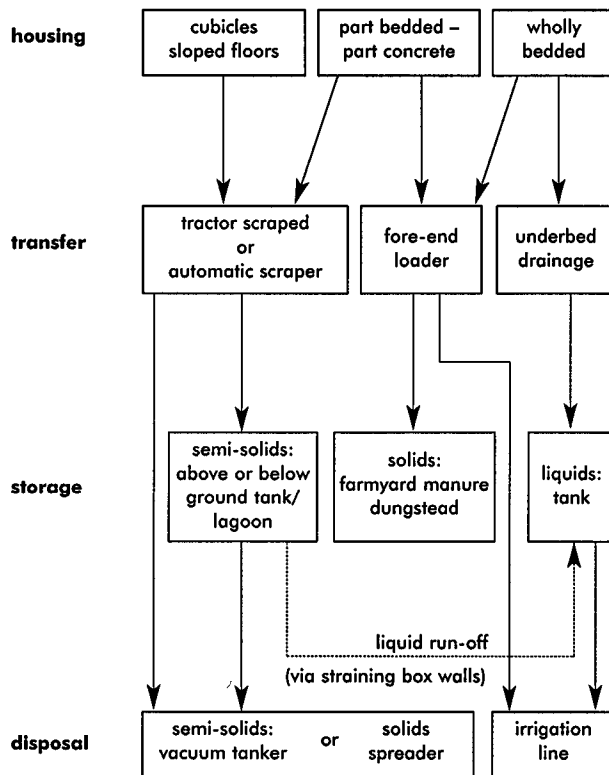 housing
cubicles
sloped floors
part bedded –
part concrete
wholly
bedded
transfer
tractor scraped
or
automatic scraper
fore-end
loader
underbed
drainage
storage
semi-solids:
above or below
ground tank/
lagoon
solids:
farmyard manure
dungstead
liquids:
tank
liquid run-off
(via straining box walls)
disposal
semi-solids:
vacuum tanker
or
solids
spreader
irrigation
line